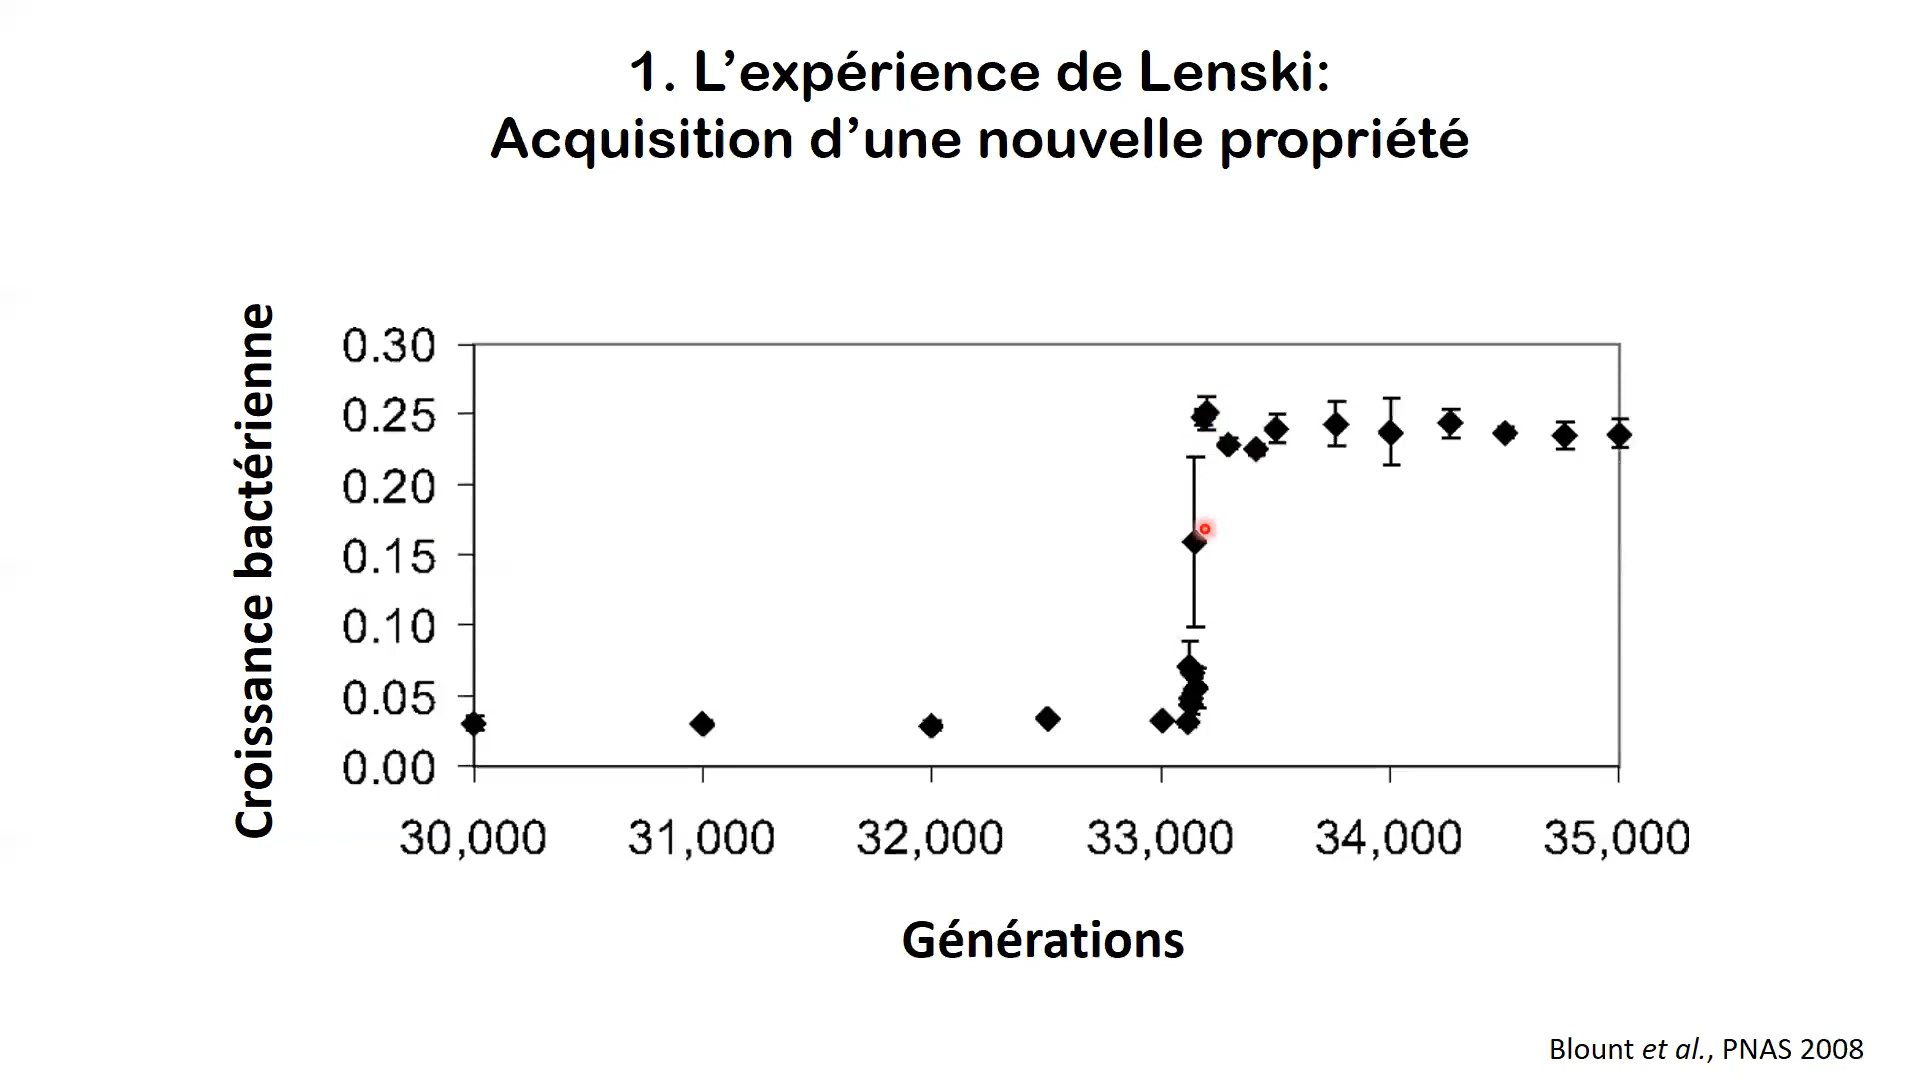 1. L’expérience de Lenski:
Acquisition d’une nouvelle propriété
Croissance bactérienne
0.30
0.25
0.20
0.15
0.10
0.05
0.00
30,000 31,000 32,000 33,000 34,000 35,000
Générations
Blount et al., PNAS 2008